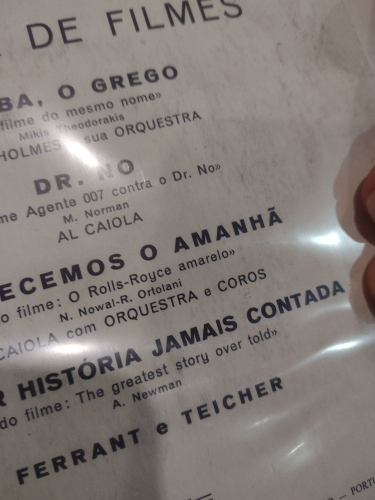 DE FILMES
BA, O GREGO
filme do mesmo nome»
Mikis Theodorakis
HOLMES sua ORQUESTRA
DR. NO
me Agente 007 contra o Dr. No»
M. Norman
AL CAIOLA
ECEMOS O AMANHÃ
o filme: O Rolls-Royce amarelo»
N. Nowal-R. Ortolani
CAIOLA com ORQUESTRA e COROS
R HISTÓRIA JAMAIS CONTADA
do filme: The greatest story over told»
A. Newman
FERRANT e TEICHER
— PORTU